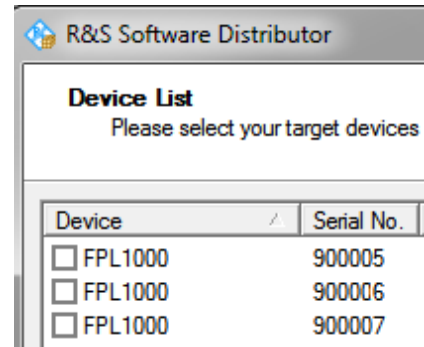 R&S Software Distributor
Device List
Please select your target devices
Device Serial No.
FPL1000 900005
FPL1000 900006
FPL1000 900007